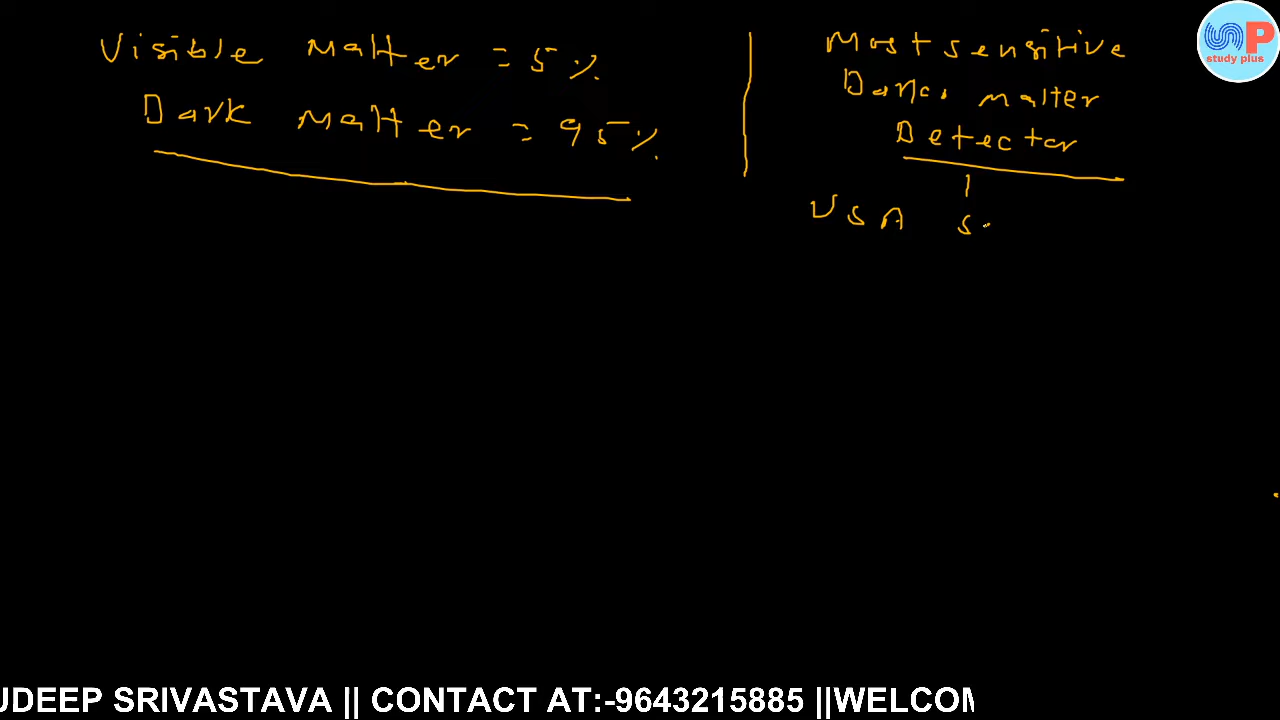 Visible Matter = 5%
Dark Matter = 95%
Most sensitive
Dark matter
Detector
USA S
SP
study plus
UDEEP SRIVASTAVA || CONTACT AT:-9643215885 ||WELCOM